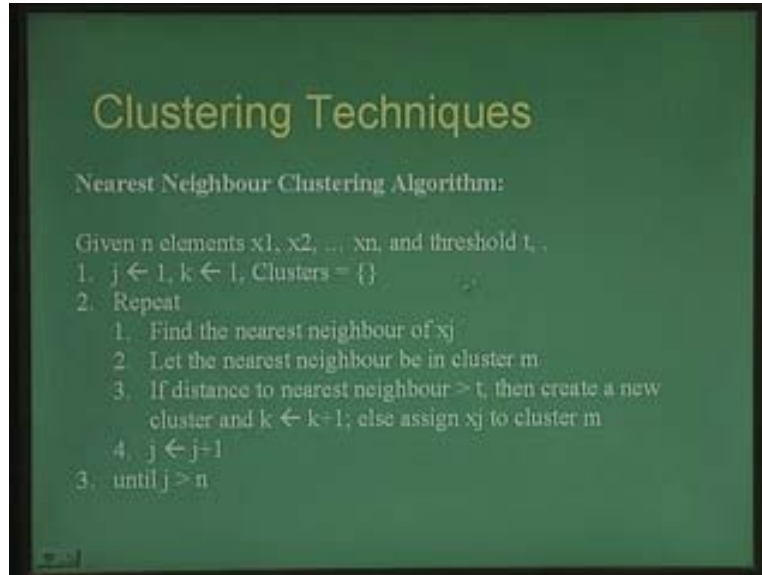 Clustering Techniques
Nearest Neighbour Clustering Algorithm:
Given n elements x1, x2, ... xn, and threshold t, .
1. j ← 1, k ← 1, Clusters = {}
2. Repeat
1. Find the nearest neighbour of xj
2. Let the nearest neighbour be in cluster m
3. If distance to nearest neighbour > t, then create a new
cluster and k ← k+1; else assign xj to cluster m
4. j ← j+1
3. until j > n